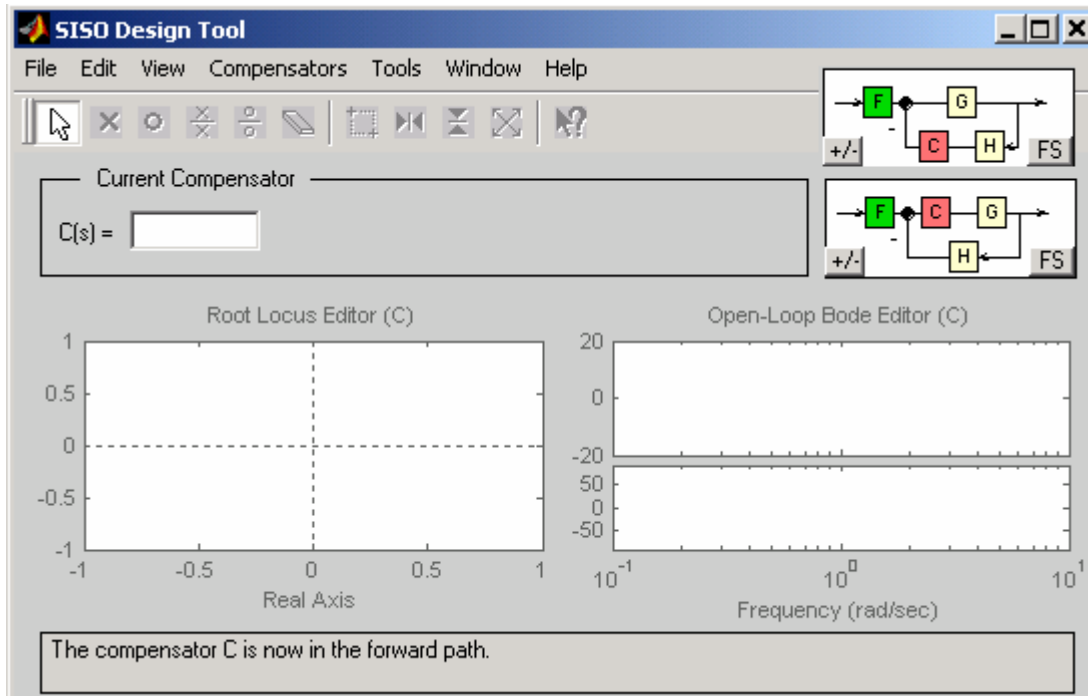 SISO Design Tool
File Edit View Compensators Tools Window Help
F G
- C H
+/- FS
Current Compensator
C(s) =
F C G
- H
+/- FS
Root Locus Editor (C)
1
0.5
0
-0.5
-1
-1 -0.5 0 0.5 1
Real Axis
Open-Loop Bode Editor (C)
20
0
-20
50
0
-50
10^-1 10^0 10^1
Frequency (rad/sec)
The compensator C is now in the forward path.